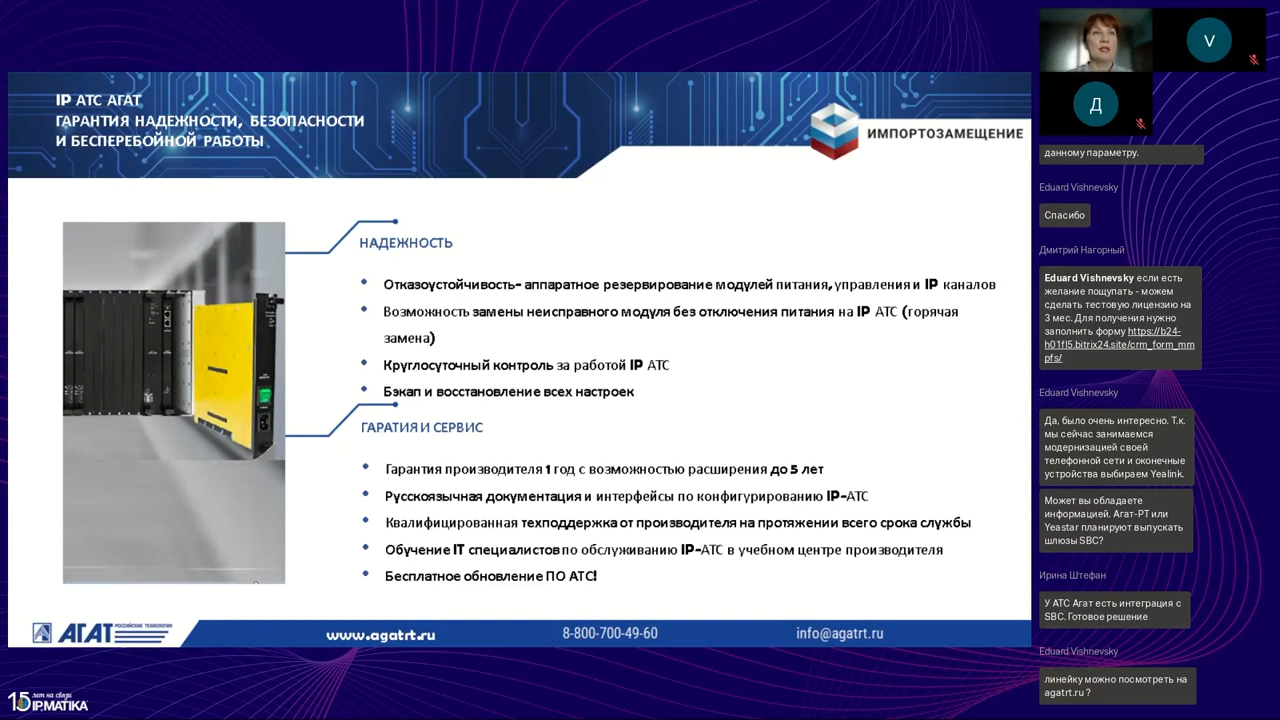 IP АТС АГАТ
ГАРАНТИЯ НАДЕЖНОСТИ, БЕЗОПАСНОСТИ
И БЕСПЕРЕБОЙНОЙ РАБОТЫ
ИМПОРТОЗАМЕЩЕНИЕ
НАДЕЖНОСТЬ
• Отказоустойчивость- аппаратное резервирование модулей питания, управления и IP каналов
• Возможность замены неисправного модуля без отключения питания на IP АТС (горячая
замена)
• Круглосуточный контроль за работой IP АТС
• Бэкап и восстановление всех настроек
ГАРАТИЯ И СЕРВИС
• Гарантия производителя 1 год с возможностью расширения до 5 лет
• Русскоязычная документация и интерфейсы по конфигурированию IP-АТС
• Квалифицированная техподдержка от производителя на протяжении всего срока службы
• Обучение IT специалистов по обслуживанию IP-АТС в учебном центре производителя
• Бесплатное обновление ПО АТС!
АГАТ
РОССИЙСКИЕ ТЕХНОЛОГИИ
www.agatrt.ru
8-800-700-49-60
info@agatrt.ru
15 лет на связи
IPMATIKA
V
Д
данному параметру.
Eduard Vishnevsky
Спасибо
Дмитрий Нагорный
Eduard Vishnevsky если есть
желание пощупать - можем
сделать тестовую лицензию на
3 мес. Для получения нужно
заполнить форму https://b24-
h01fl5.bitrix24.site/crm_form_mm
pfs/
Eduard Vishnevsky
Да, было очень интересно. Т.к.
мы сейчас занимаемся
модернизацией своей
телефонной сети и оконечные
устройства выбираем Yealink.
Может вы обладаете
информацией. Агат-РТ или
Yeastar планируют выпускать
шлюзы SBC?
Ирина Штефан
У АТС Агат есть интеграция с
SBC. Готовое решение
Eduard Vishnevsky
линейку можно посмотреть на
agatrt.ru ?